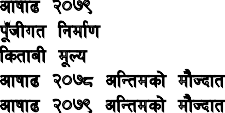 आषाढ २०७९
पूँजीगत निर्माण
किताबी मूल्य
आषाढ २०७८ अन्तिमको मौज्दात
आषाढ २०७९ अन्तिमको मौज्दात